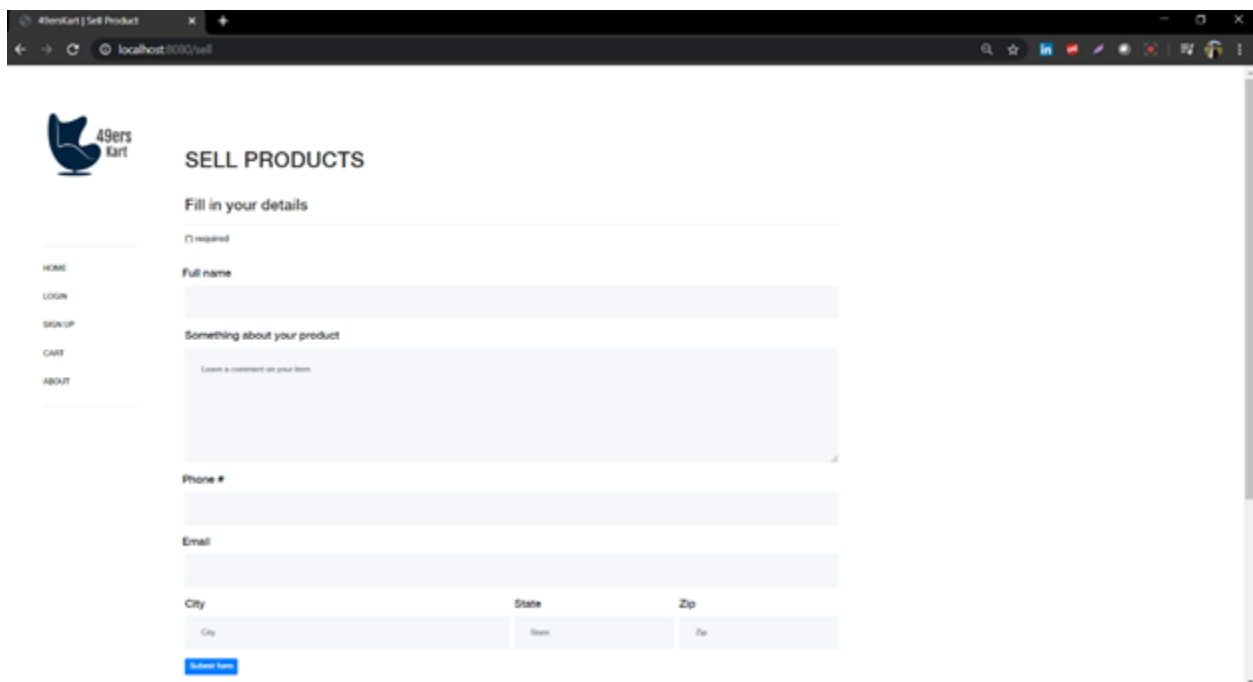 49ersKart | Sell Product
localhost:8080/sell
49ers
Kart
SELL PRODUCTS
Fill in your details
required
HOME
LOGIN
SIGN UP
CART
ABOUT
Full name
Something about your product
Leave a comment on your item
Phone #
Email
City State Zip
City State Zip
Submit form